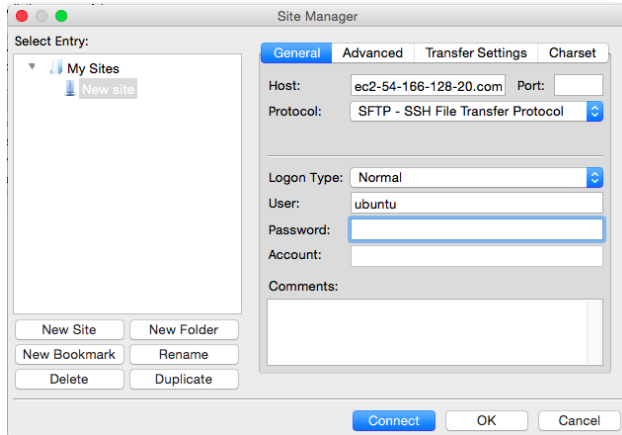 Site Manager
Select Entry:
My Sites
New site
General Advanced Transfer Settings Charset
Host: ec2-54-166-128-20.com Port:
Protocol: SFTP - SSH File Transfer Protocol
Logon Type: Normal
User: ubuntu
Password:
Account:
Comments:
New Site New Folder
New Bookmark Rename
Delete Duplicate
Connect OK Cancel